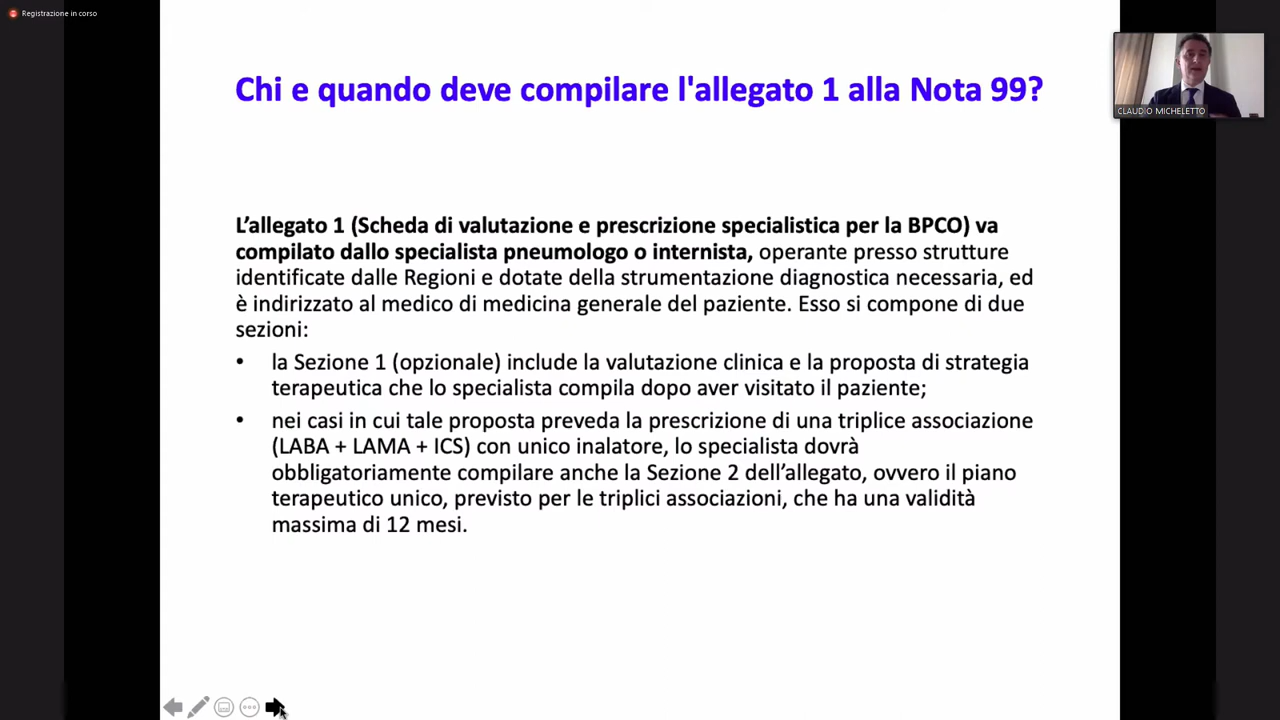 Registrazione in corso
Chi e quando deve compilare l'allegato 1 alla Nota 99?
CLAUDIO MICHELETTO
L’allegato 1 (Scheda di valutazione e prescrizione specialistica per la BPCO) va
compilato dallo specialista pneumologo o internista, operante presso strutture
identificate dalle Regioni e dotate della strumentazione diagnostica necessaria, ed
è indirizzato al medico di medicina generale del paziente. Esso si compone di due
sezioni:
• la Sezione 1 (opzionale) include la valutazione clinica e la proposta di strategia
terapeutica che lo specialista compila dopo aver visitato il paziente;
• nei casi in cui tale proposta preveda la prescrizione di una triplice associazione
(LABA + LAMA + ICS) con unico inalatore, lo specialista dovrà
obbligatoriamente compilare anche la Sezione 2 dell’allegato, ovvero il piano
terapeutico unico, previsto per le triplici associazioni, che ha una validità
massima di 12 mesi.